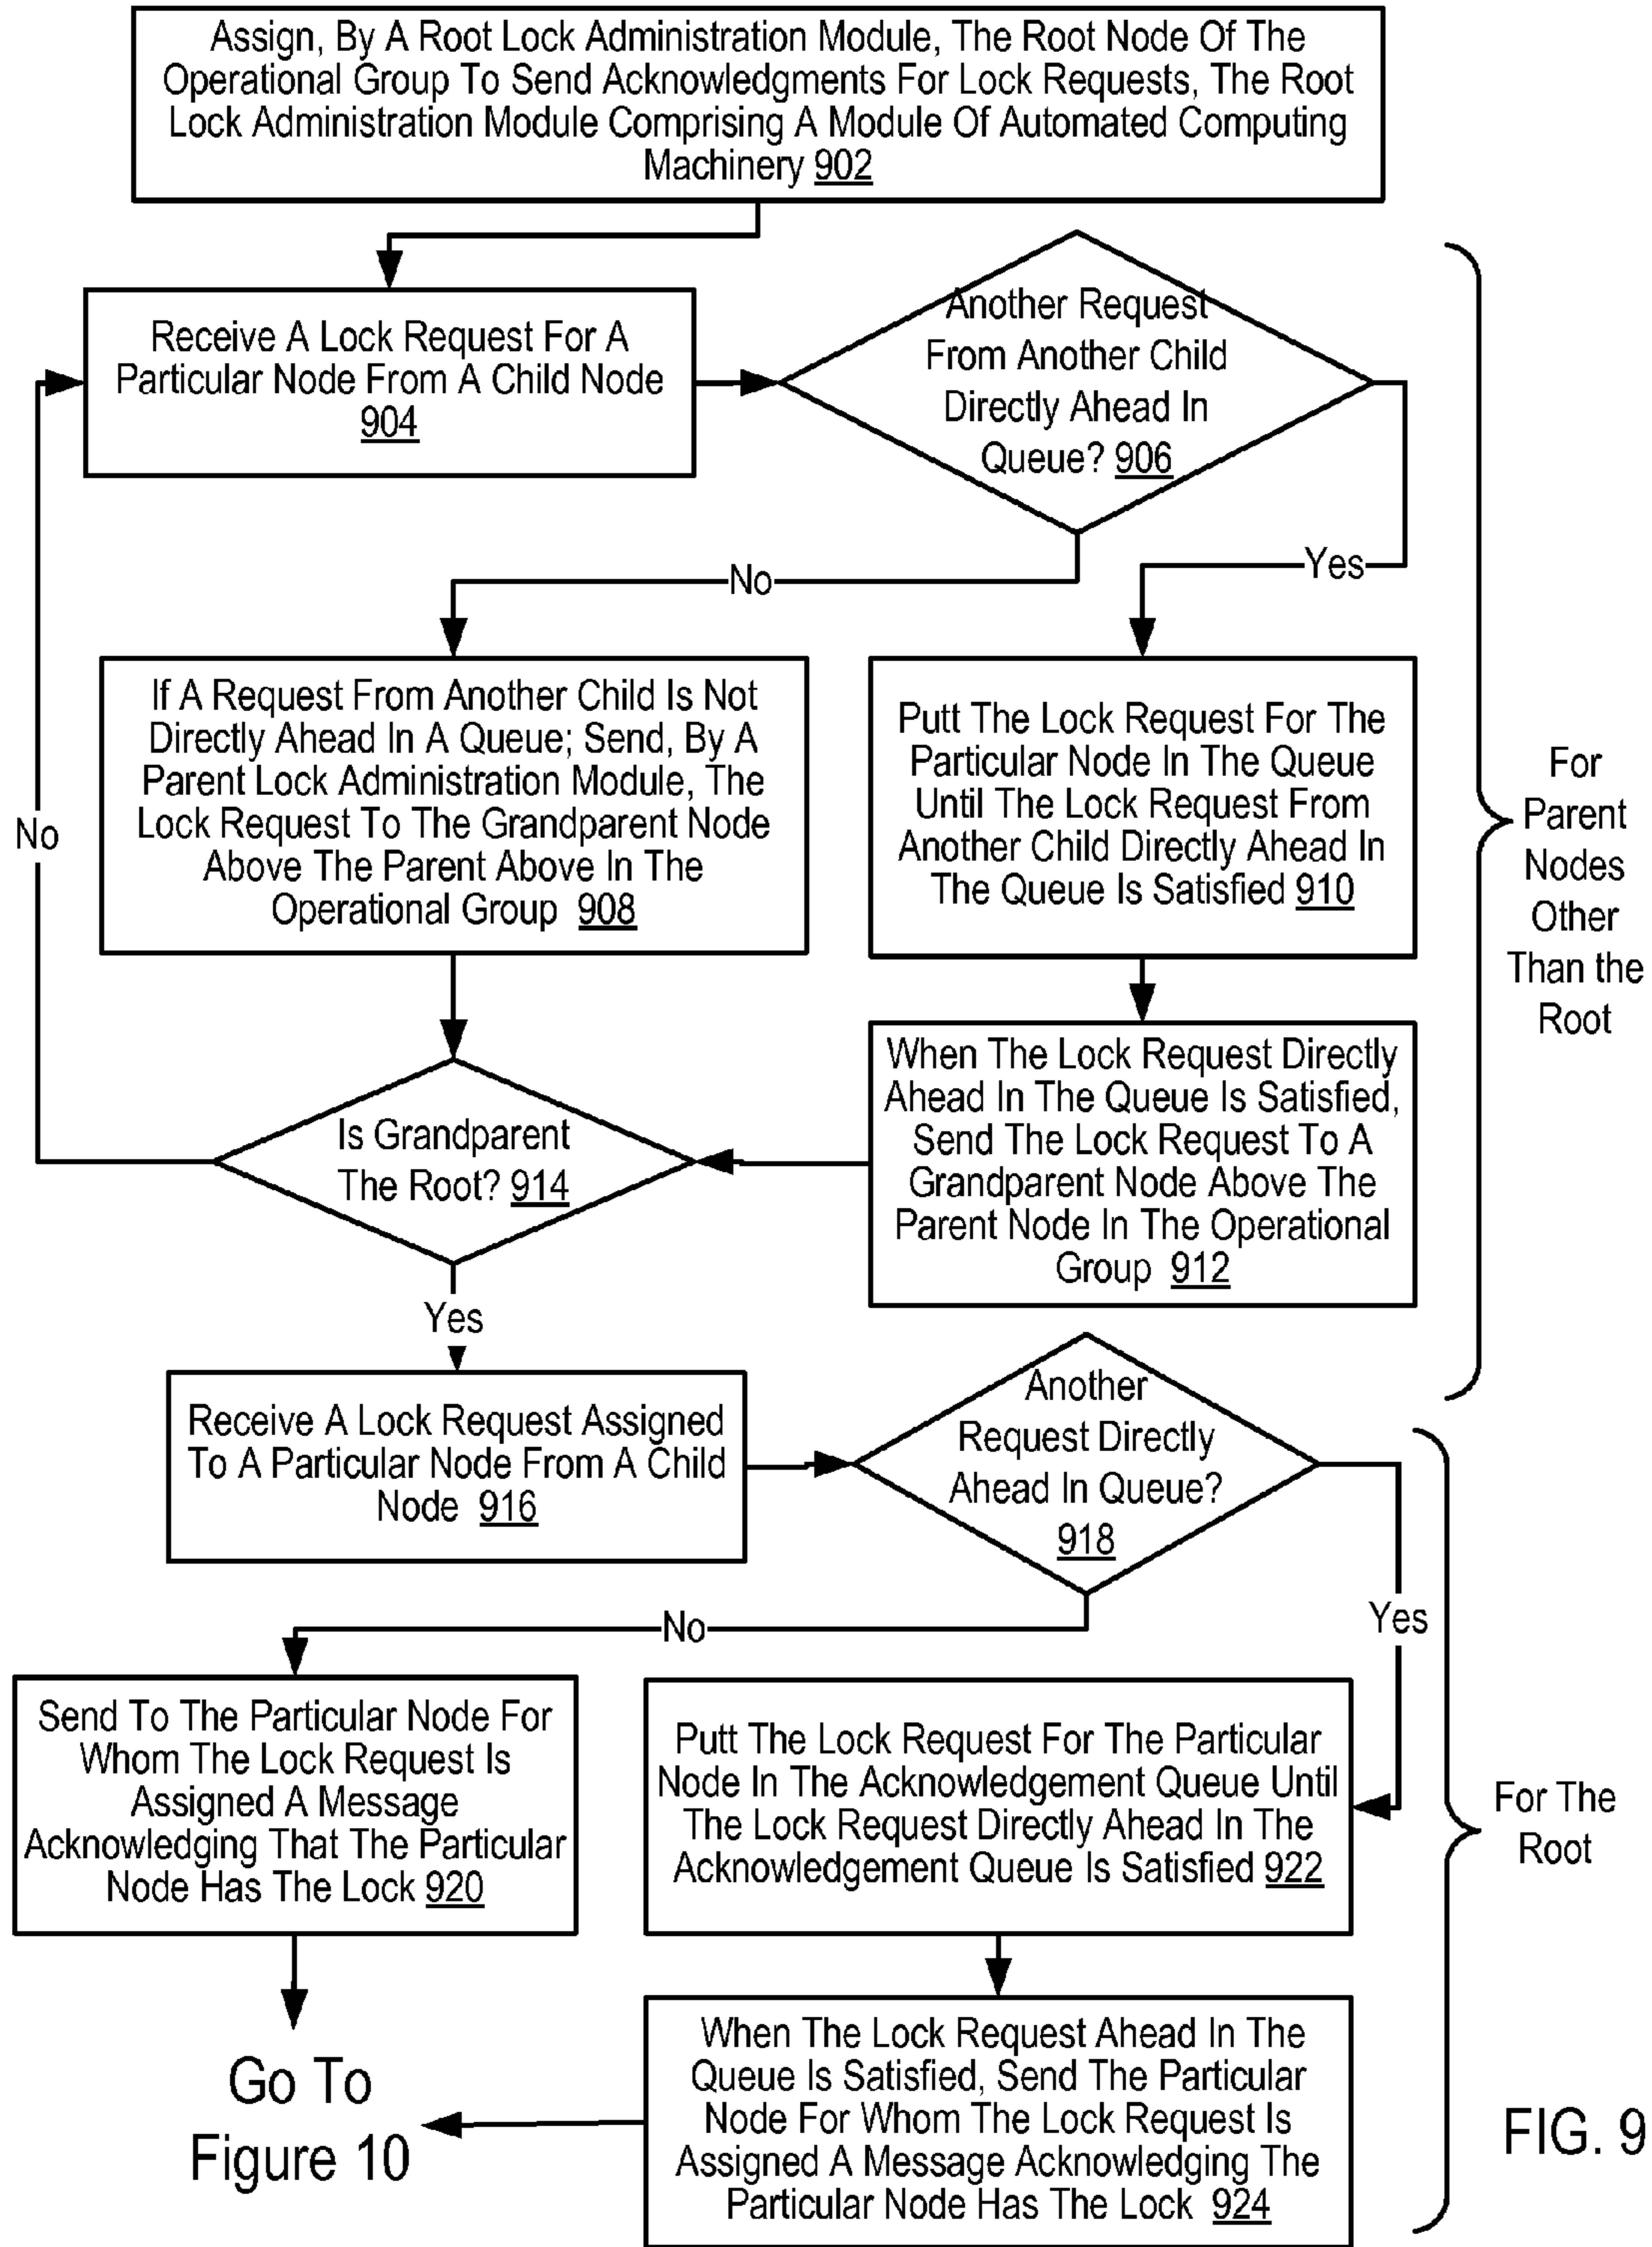 Assign, By A Root Lock Administration Module, The Root Node Of The
Operational Group To Send Acknowledgments For Lock Requests, The Root
Lock Administration Module Comprising A Module Of Automated Computing
Machinery 902
Receive A Lock Request For A
Particular Node From A Child Node
904
Another Request
From Another Child
Directly Ahead In
Queue? 906
No
Yes
If A Request From Another Child Is Not
Directly Ahead In A Queue; Send, By A
Parent Lock Administration Module, The
Lock Request To The Grandparent Node
Above The Parent Above In The
Operational Group 908
Putt The Lock Request For The
Particular Node In The Queue
Until The Lock Request From
Another Child Directly Ahead In
The Queue Is Satisfied 910
For
Parent
Nodes
Other
Than the
Root
No
When The Lock Request Directly
Ahead In The Queue Is Satisfied,
Send The Lock Request To A
Grandparent Node Above The
Parent Node In The Operational
Group 912
Is Grandparent
The Root? 914
Yes
Receive A Lock Request Assigned
To A Particular Node From A Child
Node 916
Another
Request Directly
Ahead In Queue?
918
No
Yes
Send To The Particular Node For
Whom The Lock Request Is
Assigned A Message
Acknowledging That The Particular
Node Has The Lock 920
Putt The Lock Request For The Particular
Node In The Acknowledgement Queue Until
The Lock Request Directly Ahead In The
Acknowledgement Queue Is Satisfied 922
For The
Root
Go To
Figure 10
When The Lock Request Ahead In The
Queue Is Satisfied, Send The Particular
Node For Whom The Lock Request Is
Assigned A Message Acknowledging The
Particular Node Has The Lock 924
FIG. 9